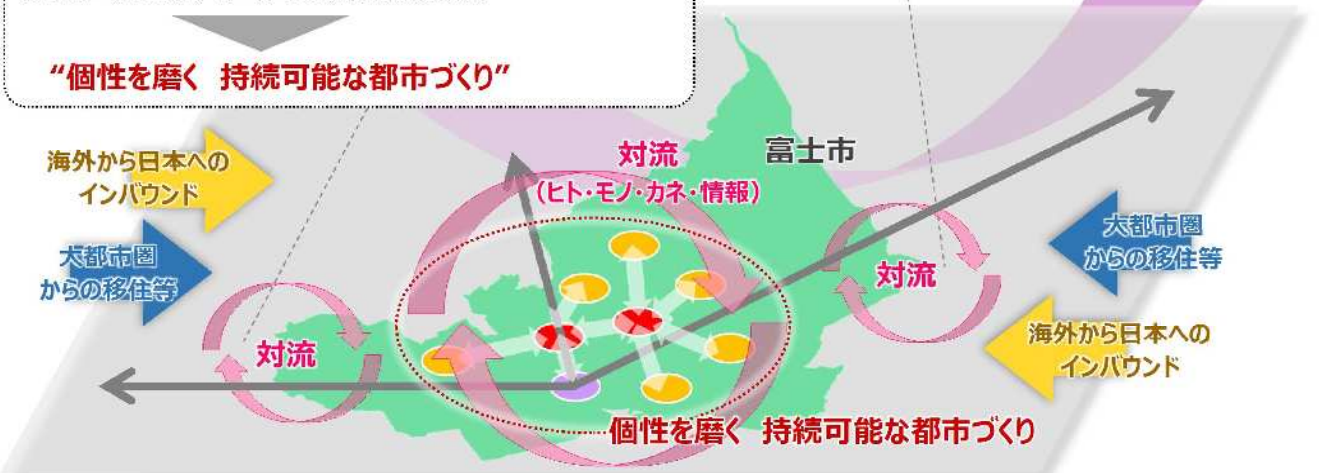 “個性を磨く 持続可能な都市づくり”
海外から日本への
インバウンド
大都市圏
からの移住等
対流
（ヒト・モノ・カネ・情報）
富士市
対流
対流
大都市圏
からの移住等
海外から日本への
インバウンド
個性を磨く 持続可能な都市づくり